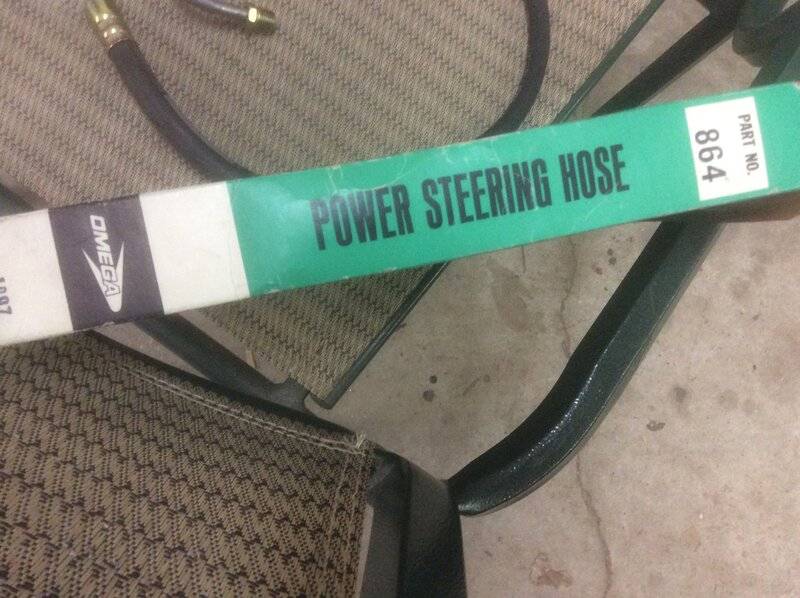 OMEGA
POWER STEERING HOSE
PART NO.
864